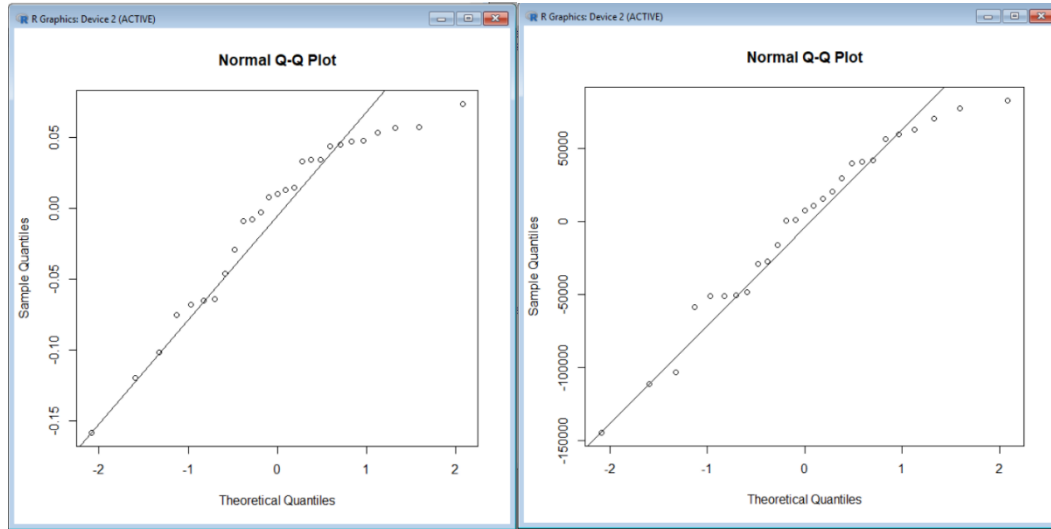 R Graphics: Device 2 (ACTIVE)
Normal Q-Q Plot
Sample Quantiles
0.05
0.00
-0.05
-0.10
-0.15
-2
-1
0
1
2
Theoretical Quantiles
R Graphics: Device 2 (ACTIVE)
Normal Q-Q Plot
Sample Quantiles
50000
0
-50000
-100000
-150000
-2
-1
0
1
2
Theoretical Quantiles